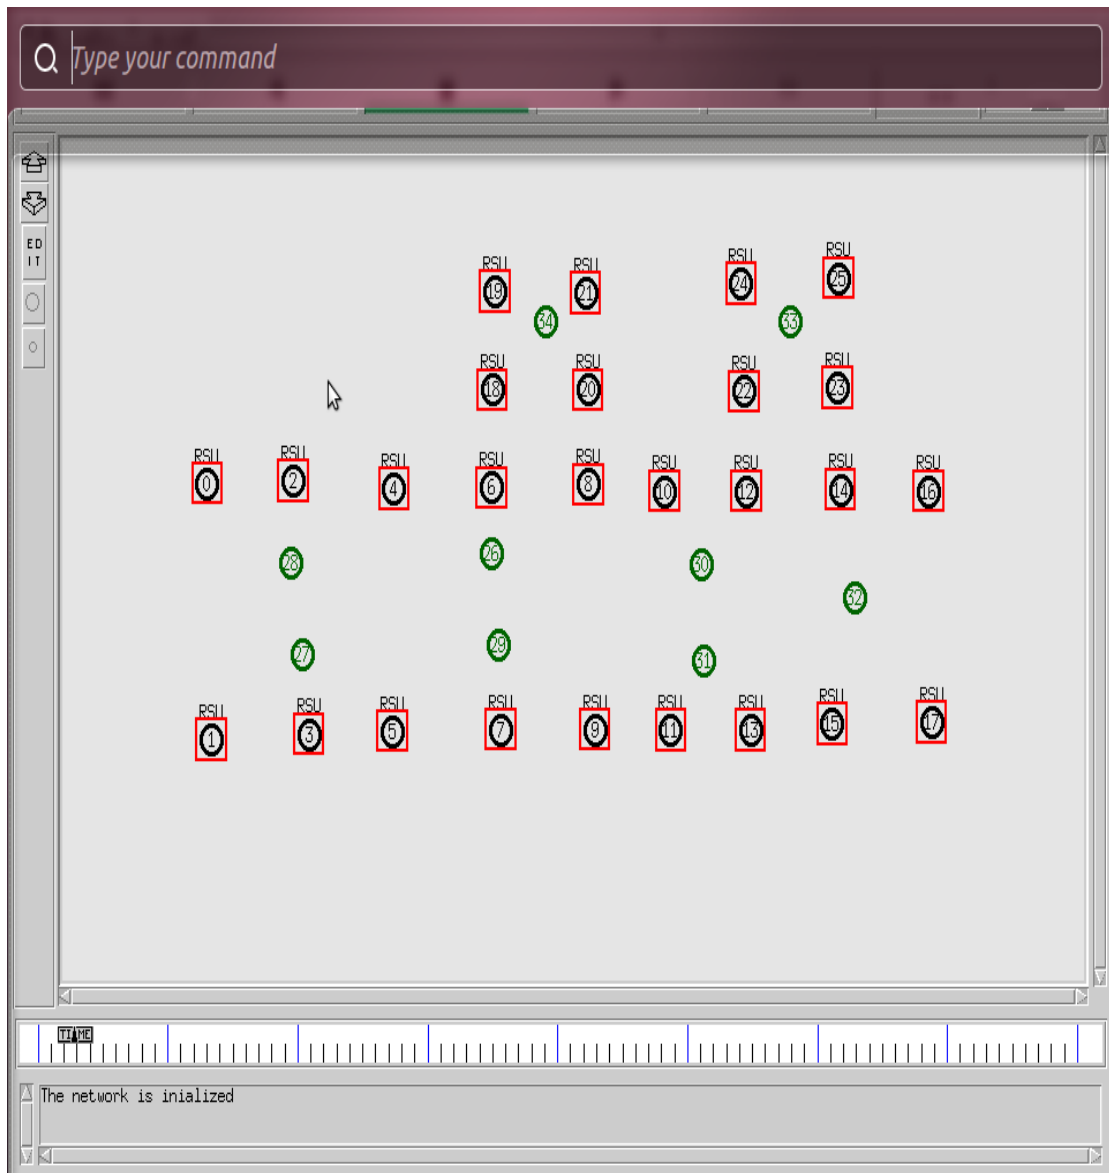 Type your command
ED
IT
RSU RSU RSU RSU
19 21 24 25
34 33
RSU RSU RSU RSU
18 20 22 23
RSU RSU RSU RSU RSU RSU RSU RSU RSU
0 2 4 6 8 10 12 14 16
28 26 30
32
27 29 31
RSU RSU RSU RSU RSU RSU RSU RSU RSU
1 3 5 7 9 11 13 15 17
TIME
The network is inialized